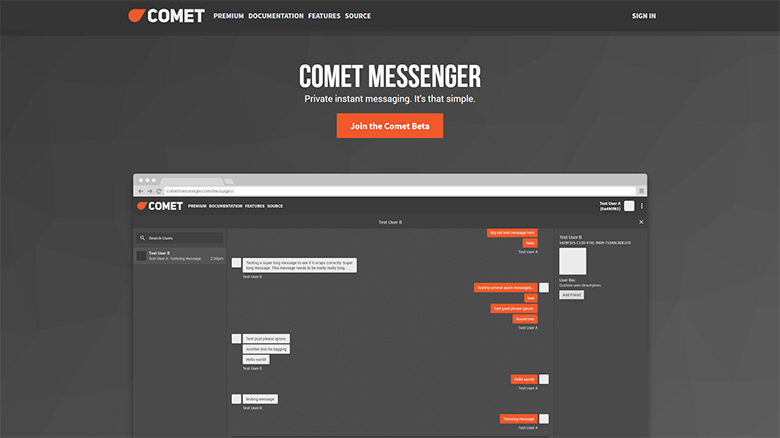 COMET PREMIUM DOCUMENTATION FEATURES SOURCE SIGN IN
COMET MESSENGER
Private instant messaging. It's that simple.
Join the Comet Beta
cometmessenger.com/messages/
COMET PREMIUM DOCUMENTATION FEATURES SOURCE
Test User A
Test User B
Search Users
Test User B
Test User A: Testing message 2:30pm
Big old test message here
Hello
Test User A
Testing a super long message to see if it wraps correctly. Super
long message. This message needs to be really really long.
Test User B
Testing several quick messages...
test
Test post please ignore
Round two
Test User A
Test post please ignore
Another test for tagging
Hello world!
Test User B
Hello world!
Test User A
testing message
Test User B
Testing message
Test User A
Test User B
User Bio:
Custom user description.
Add Friend